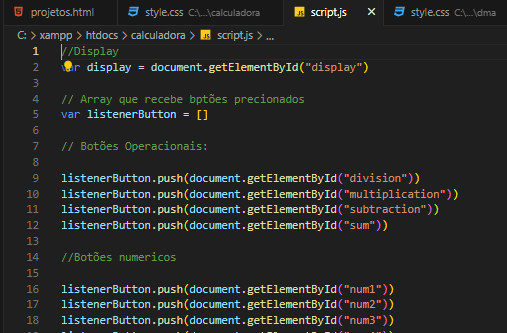 projetos.html style.css C:\...\calculadora JS script.js × style.css C:\...\dma
C: > xampp > htdocs > calculadora > JS script.js > ...
1 //Display
2 var display = document.getElementById("display")
3
4 // Array que recebe bptões precionados
5 var listenerButton = []
6
7 // Botões Operacionais:
8
9 listenerButton.push(document.getElementById("division"))
10 listenerButton.push(document.getElementById("multiplication"))
11 listenerButton.push(document.getElementById("subtraction"))
12 listenerButton.push(document.getElementById("sum"))
13
14 //Botões numericos
15
16 listenerButton.push(document.getElementById("num1"))
17 listenerButton.push(document.getElementById("num2"))
18 listenerButton.push(document.getElementById("num3"))